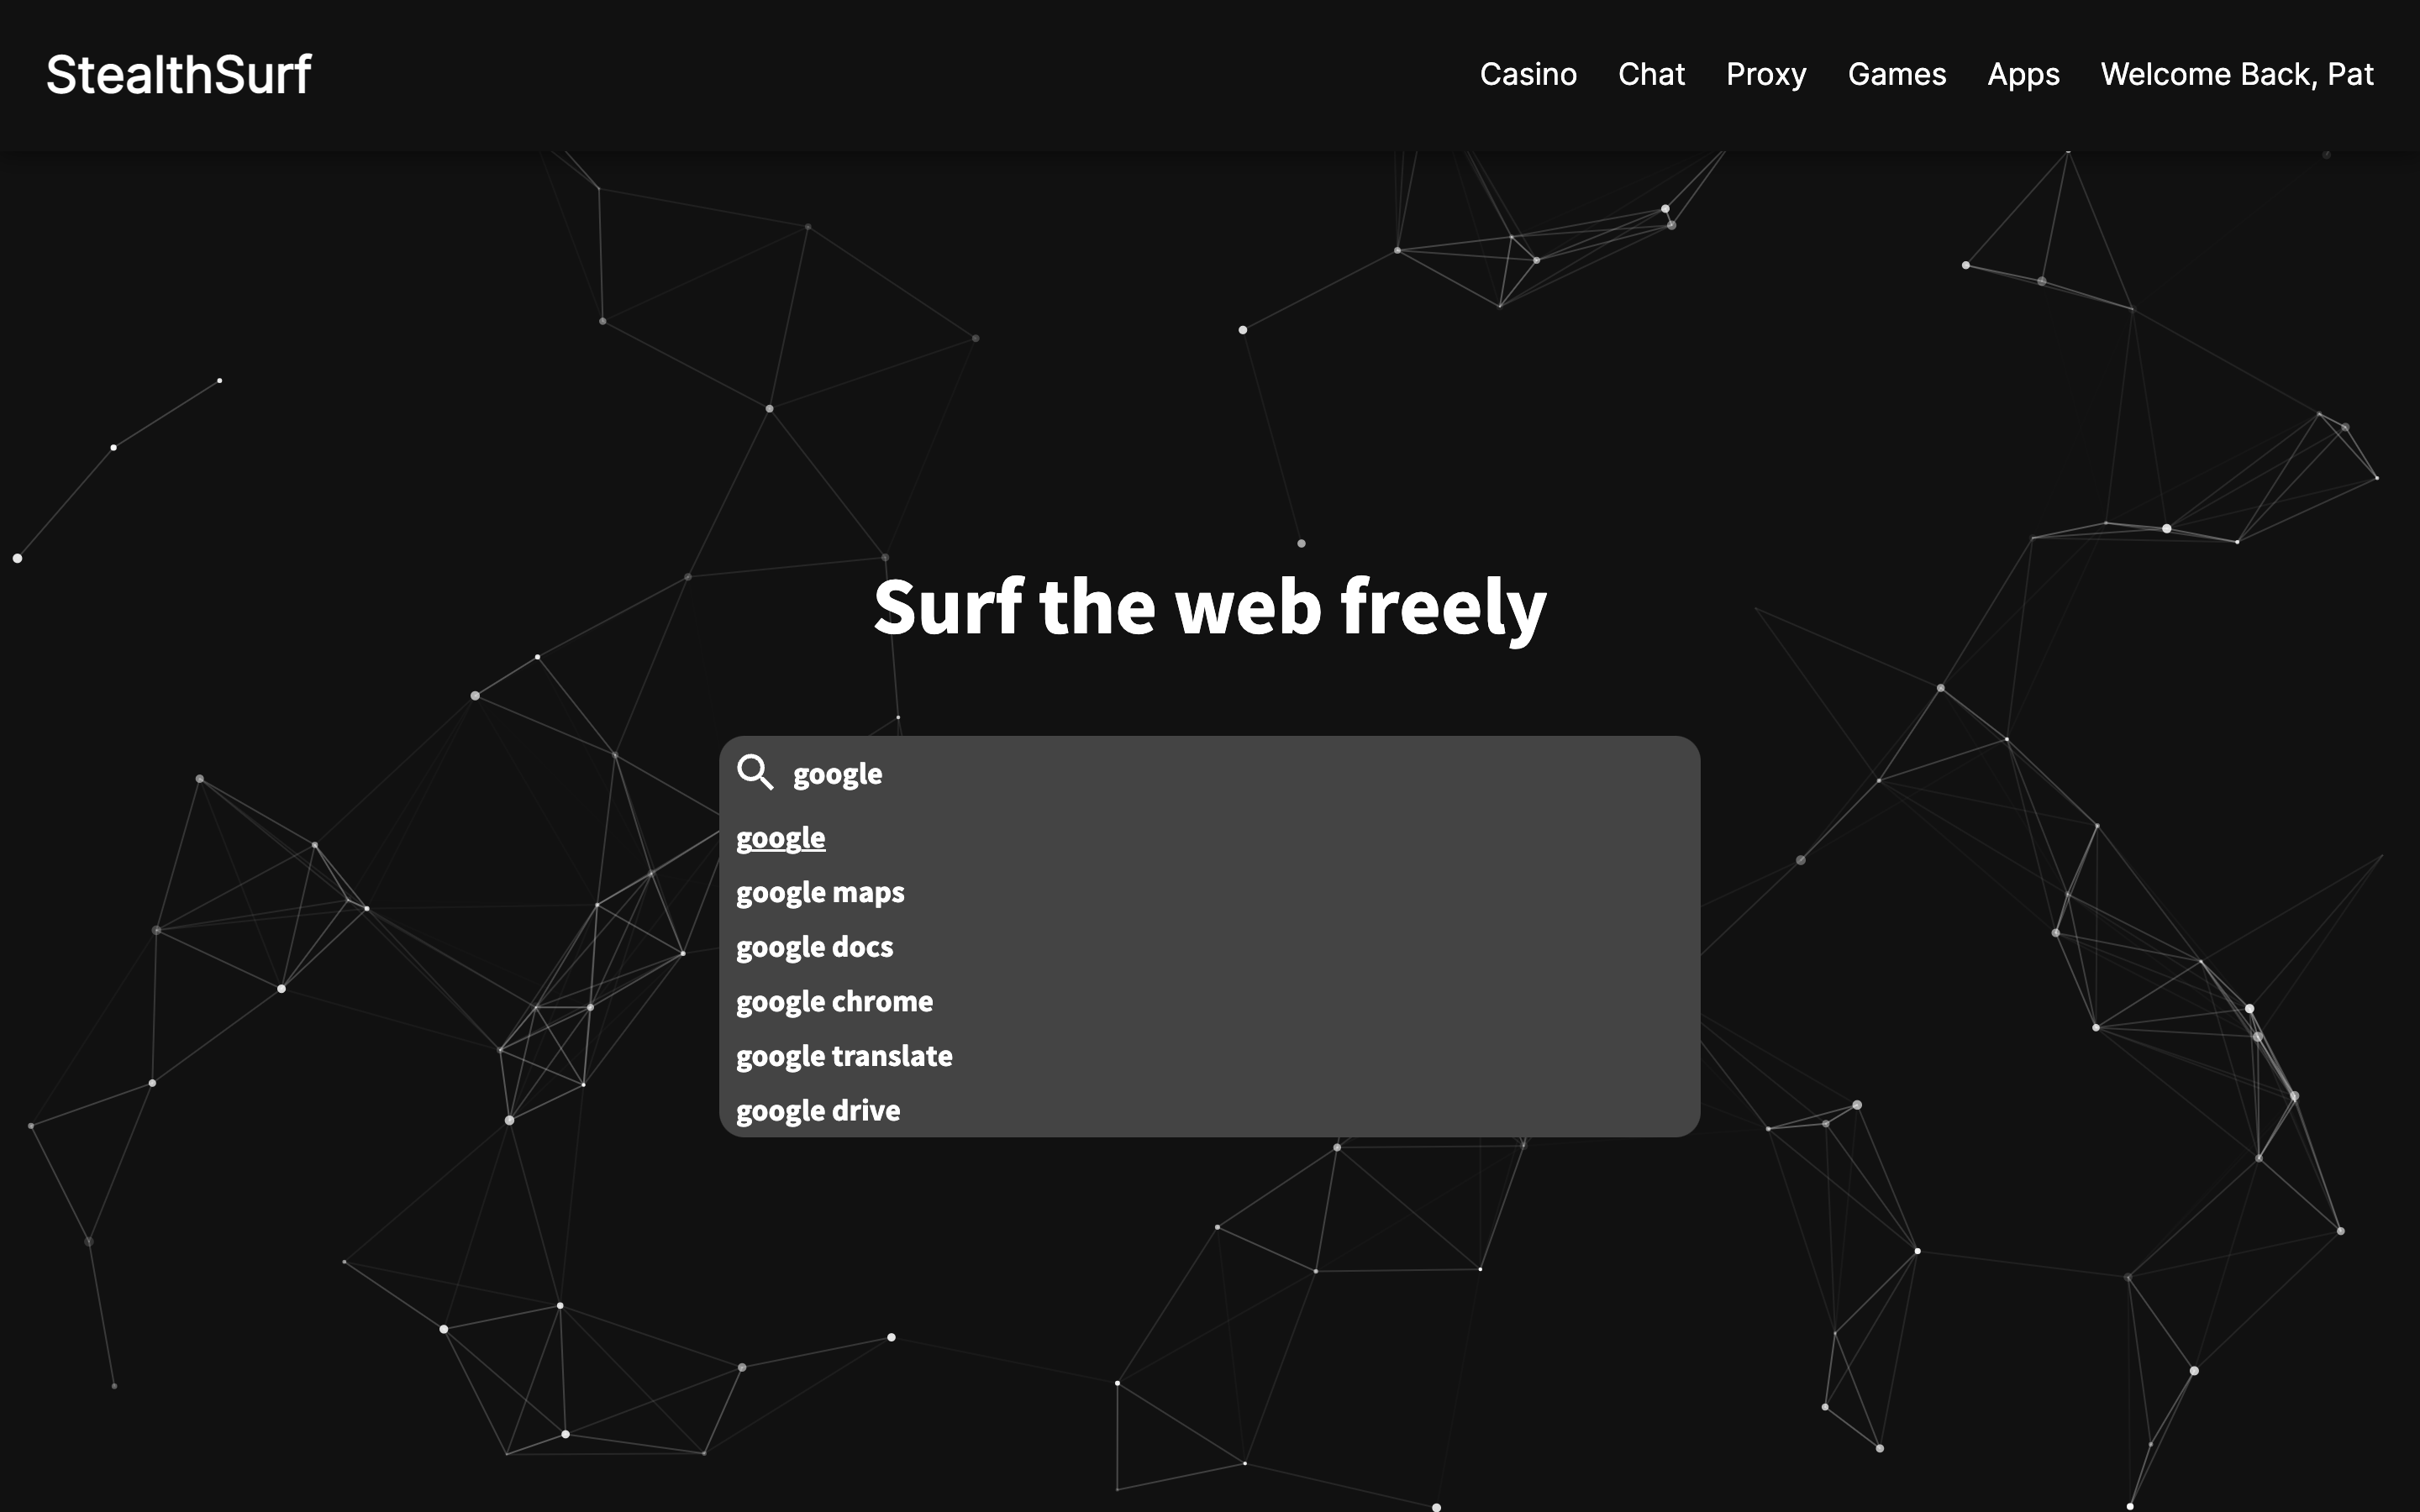 StealthSurf
Casino Chat Proxy Games Apps Welcome Back, Pat
Surf the web freely
google
google
google maps
google docs
google chrome
google translate
google drive